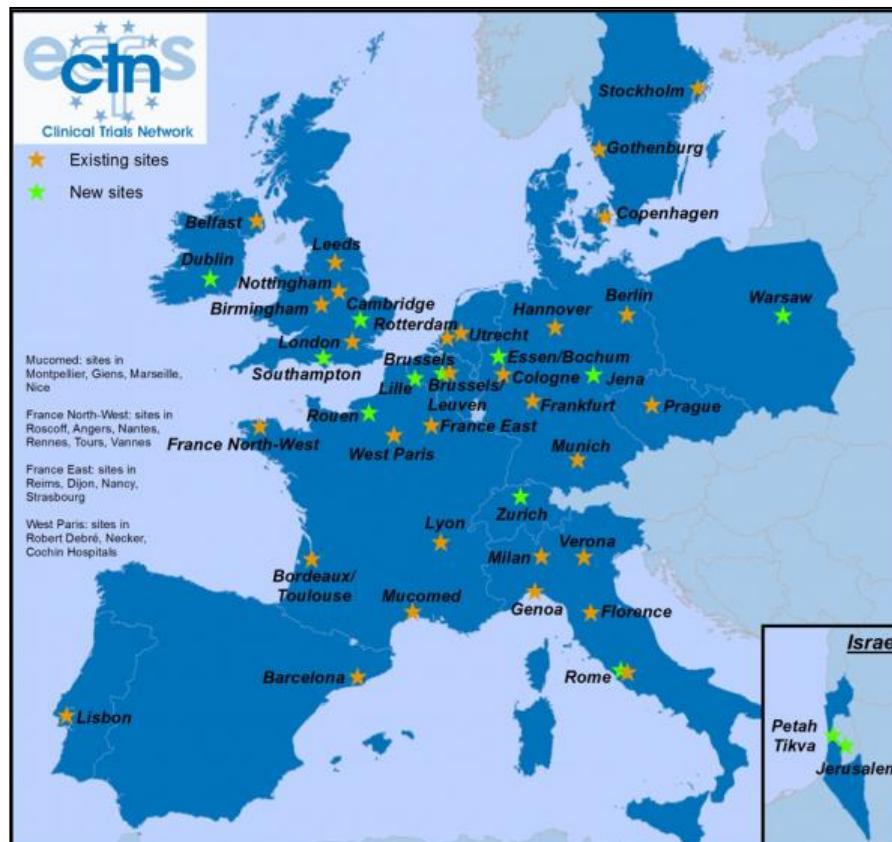 ecfs
ctn
Clinical Trials Network
Existing sites
New sites
Stockholm
Gothenburg
Copenhagen
Belfast
Dublin
Leeds
Nottingham
Birmingham
Cambridge
Rotterdam
Utrecht
Hannover
Berlin
Warsaw
London
Southampton
Brussels
Essen/Bochum
Lille
Brussels/
Leuven
Cologne
Jena
Rouen
Frankfurt
Prague
France North-West
West Paris
France East
Munich
Mucomed: sites in
Montpellier, Giens, Marseille,
Nice
France North-West: sites in
Roscoff, Angers, Nantes,
Rennes, Tours, Vannes
France East: sites in
Reims, Dijon, Nancy,
Strasbourg
West Paris: sites in
Robert Debré, Necker,
Cochin Hospitals
Zurich
Lyon
Milan
Verona
Bordeaux/
Toulouse
Mucomed
Genoa
Florence
Barcelona
Rome
Lisbon
Israe
Petah
Tikva
Jerusalem